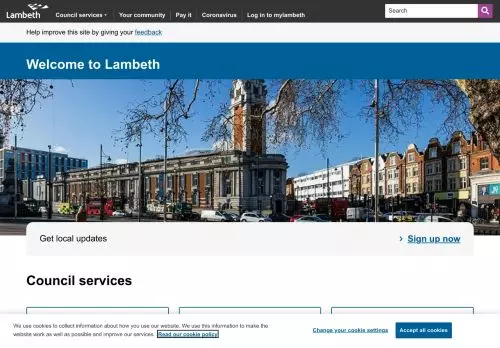 Lambeth
Council services
Your community
Pay it
Coronavirus
Log in to mylambeth
Search
Help improve this site by giving your feedback
Welcome to Lambeth
Get local updates
Sign up now
Council services
We use cookies to collect information about how you use our website. We use this information to make the
website work as well as possible and improve our services. Read our cookie policy
Change your cookie settings
Accept all cookies